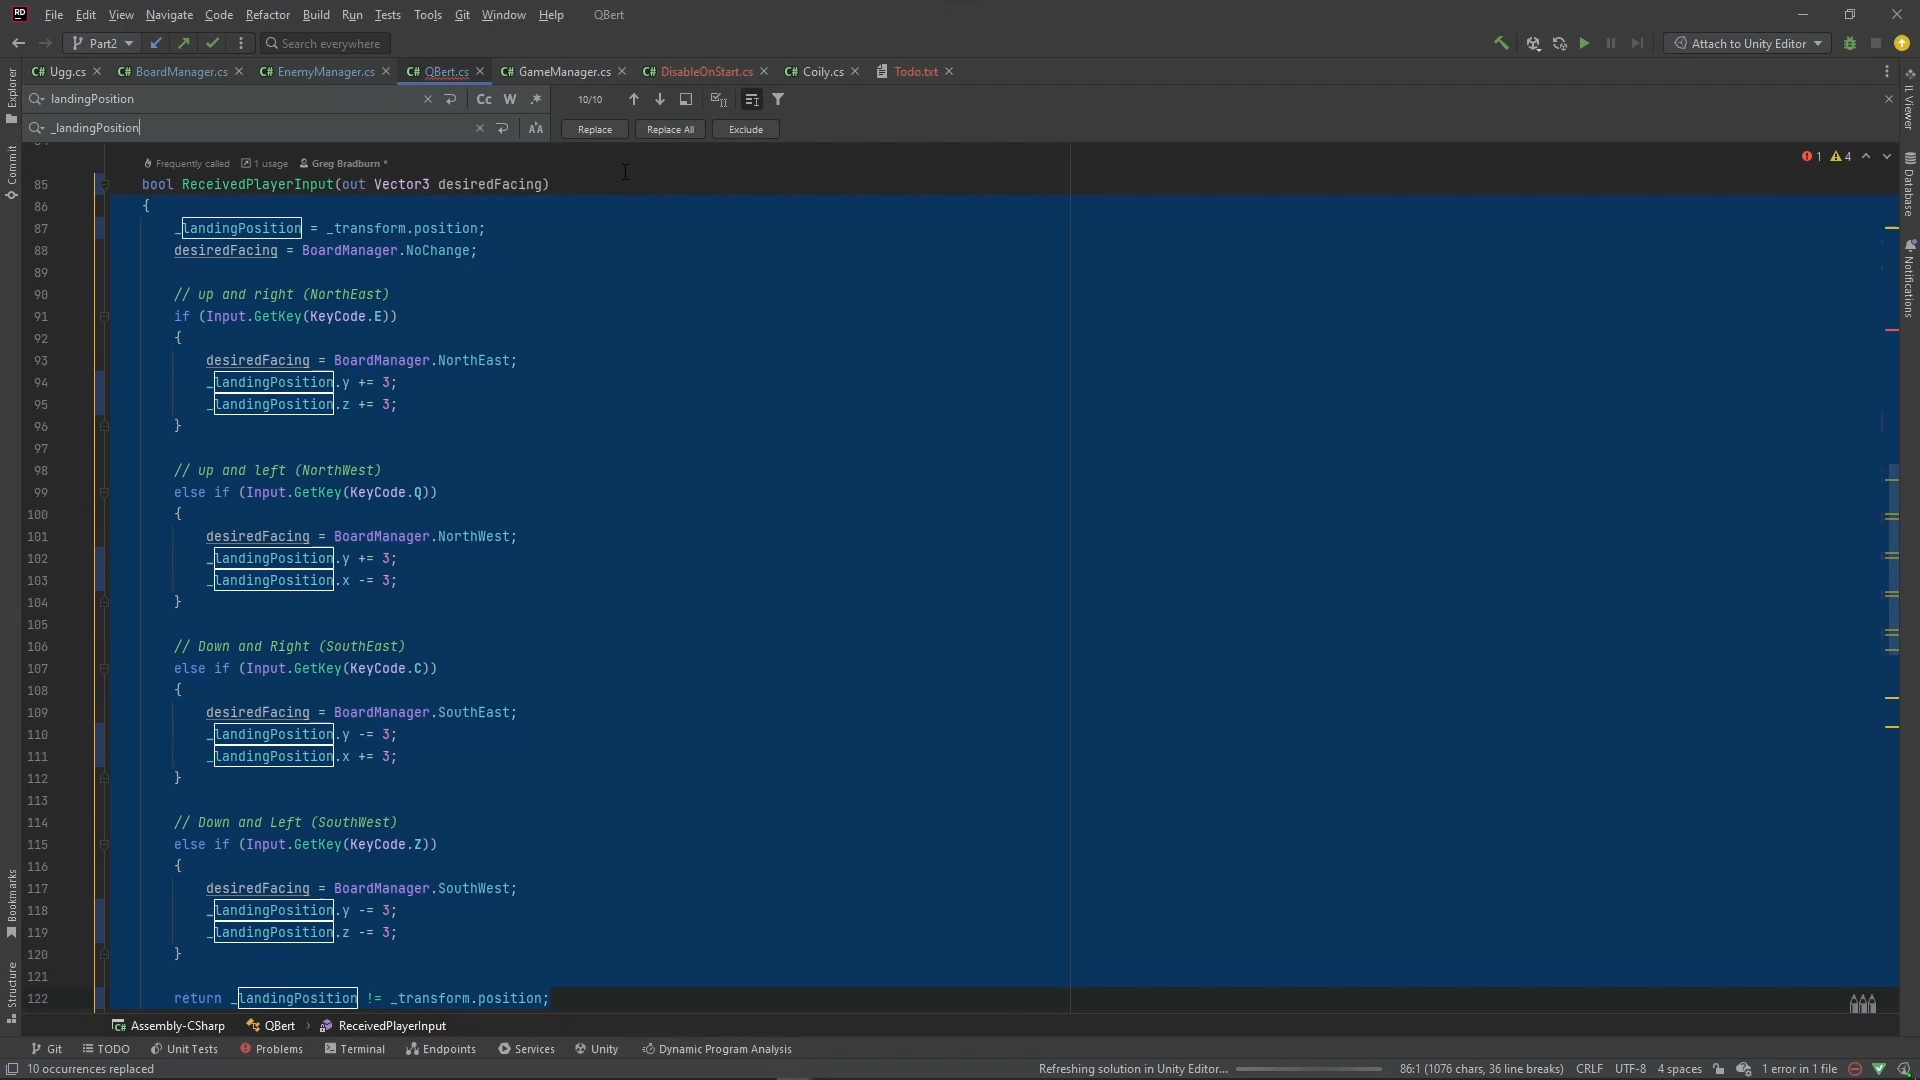 File Edit View Navigate Code Refactor Build Run Tests Tools Git Window Help QBert
Part2 Search everywhere Attach to Unity Editor
C# Ugg.cs C# BoardManager.cs C# EnemyManager.cs C# QBert.cs C# GameManager.cs C# DisableOnStart.cs C# Coily.cs Todo.txt
landingPosition Cc W .* 10/10
_landingPosition Replace Replace All Exclude
Frequently called 1 usage Greg Bradburn *
1 4
85 bool ReceivedPlayerInput(out Vector3 desiredFacing)
86 {
87 _landingPosition = _transform.position;
88 desiredFacing = BoardManager.NoChange;
89
90 // up and right (NorthEast)
91 if (Input.GetKey(KeyCode.E))
92 {
93 desiredFacing = BoardManager.NorthEast;
94 _landingPosition.y += 3;
95 _landingPosition.z += 3;
96 }
97
98 // up and left (NorthWest)
99 else if (Input.GetKey(KeyCode.Q))
100 {
101 desiredFacing = BoardManager.NorthWest;
102 _landingPosition.y += 3;
103 _landingPosition.x -= 3;
104 }
105
106 // Down and Right (SouthEast)
107 else if (Input.GetKey(KeyCode.C))
108 {
109 desiredFacing = BoardManager.SouthEast;
110 _landingPosition.y -= 3;
111 _landingPosition.x += 3;
112 }
113
114 // Down and Left (SouthWest)
115 else if (Input.GetKey(KeyCode.Z))
116 {
117 desiredFacing = BoardManager.SouthWest;
118 _landingPosition.y -= 3;
119 _landingPosition.z -= 3;
120 }
121
122 return _landingPosition != _transform.position;
Assembly-CSharp QBert ReceivedPlayerInput
Git TODO Unit Tests Problems Terminal Endpoints Services Unity Dynamic Program Analysis
10 occurrences replaced Refreshing solution in Unity Editor... 86:1 (1076 chars, 36 line breaks) CRLF UTF-8 4 spaces 1 error in 1 file
Explorer
Commit
Bookmarks
Structure
IL Viewer
Database
Notifications